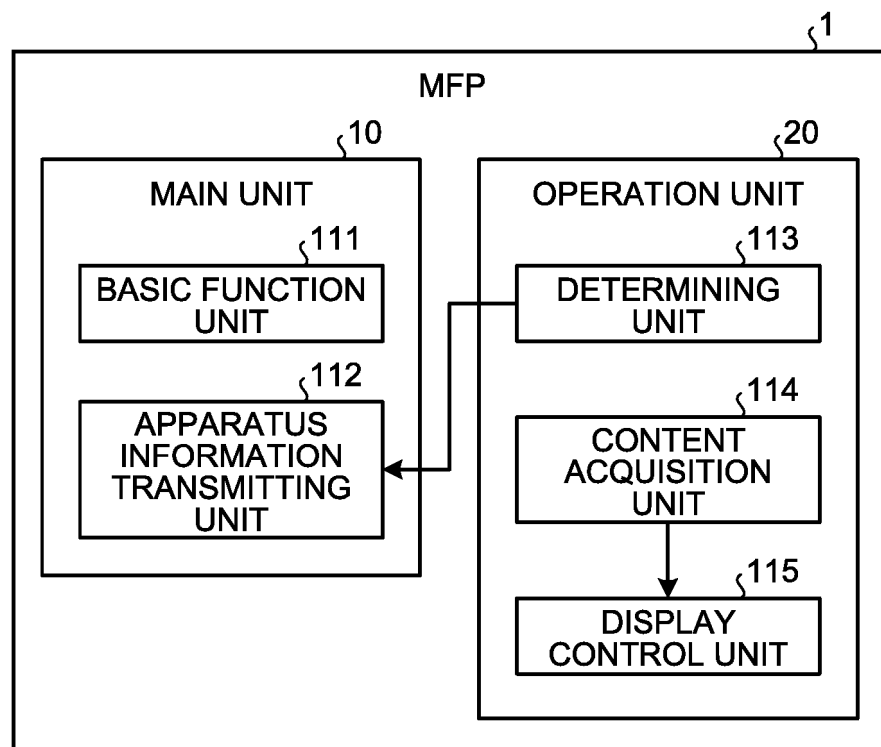 1
MFP
10
MAIN UNIT
111
BASIC FUNCTION
UNIT
112
APPARATUS
INFORMATION
TRANSMITTING
UNIT
20
OPERATION UNIT
113
DETERMINING
UNIT
114
CONTENT
ACQUISITION
UNIT
115
DISPLAY
CONTROL UNIT